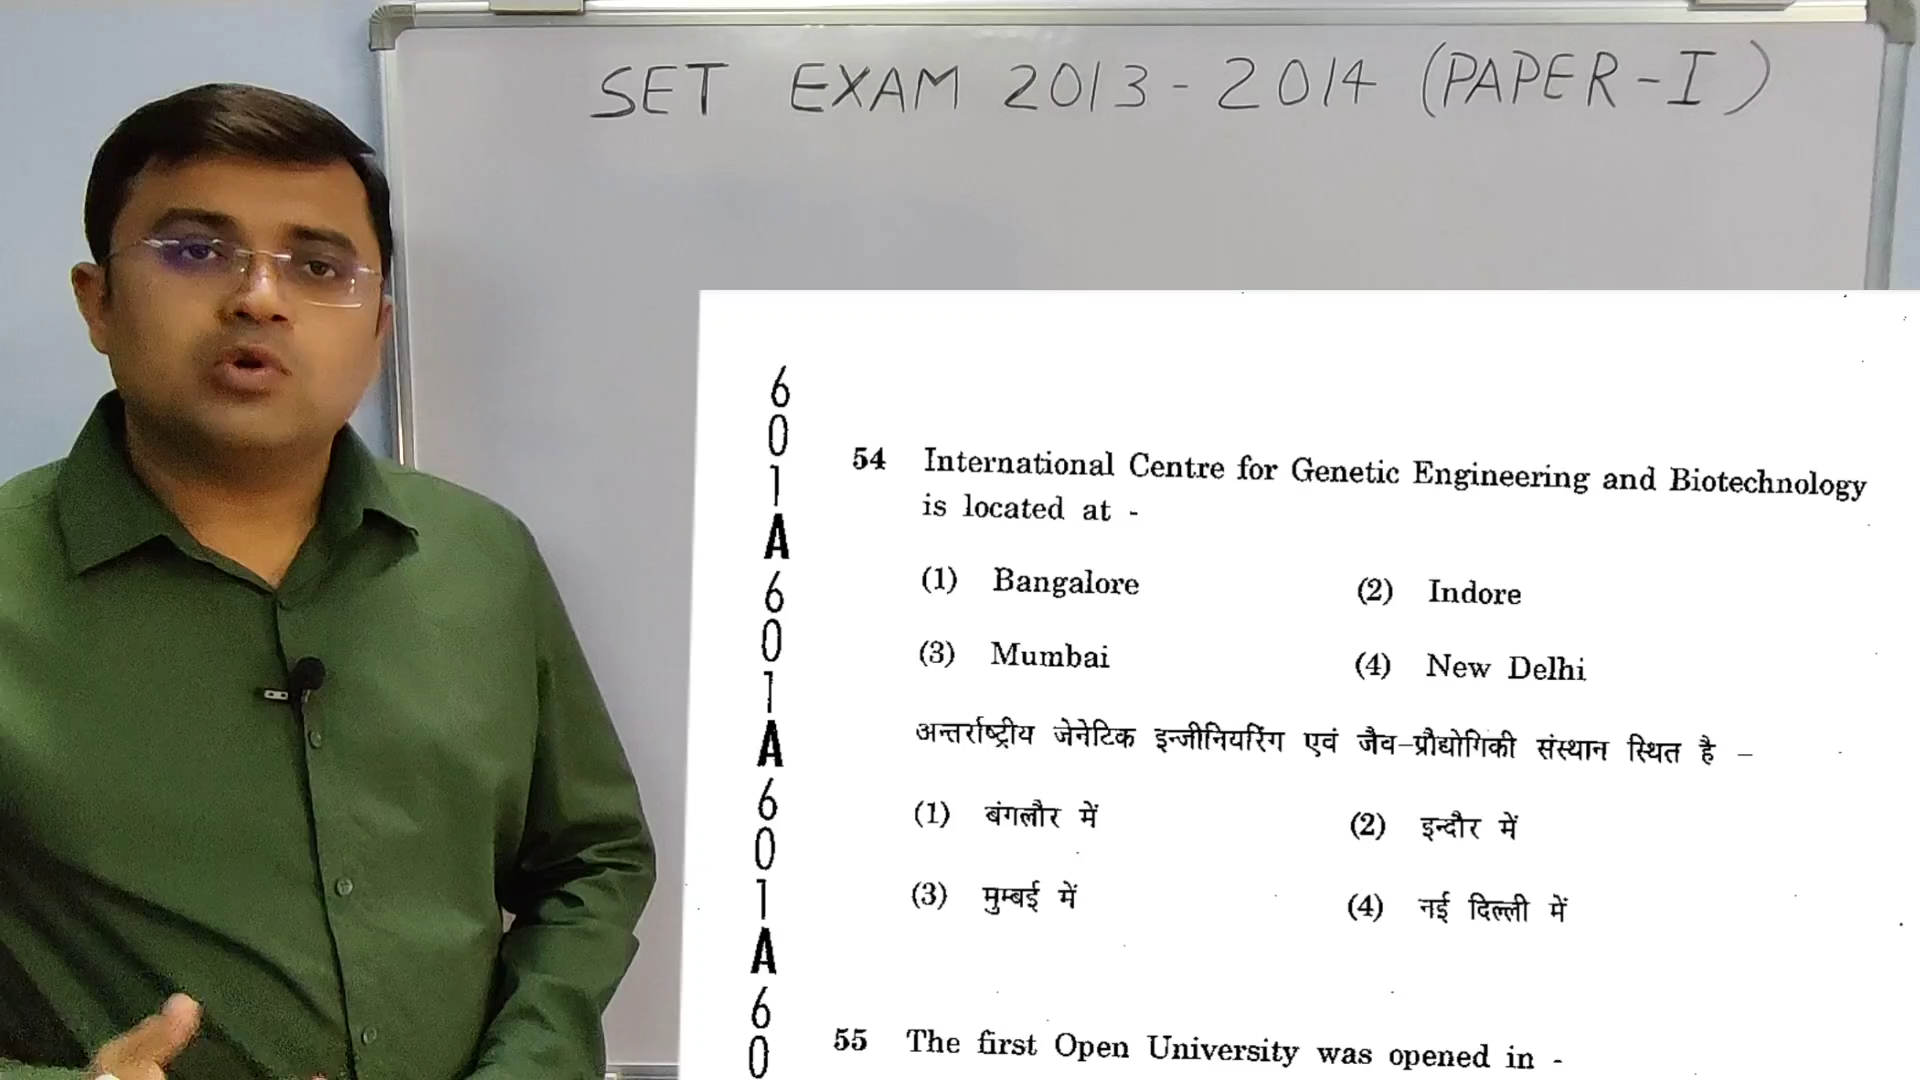 SET EXAM 2013-2014 (PAPER-I)
6
0
1
A
6
0
1
A
6
0
1
A
6
0
54 International Centre for Genetic Engineering and Biotechnology
is located at -
(1) Bangalore (2) Indore
(3) Mumbai (4) New Delhi
अन्तर्राष्ट्रीय जेनेटिक इन्जीनियरिंग एवं जैव-प्रौद्योगिकी संस्थान स्थित है –
(1) बंगलौर में (2) इन्दौर में
(3) मुम्बई में (4) नई दिल्ली में
55 The first Open University was opened in -